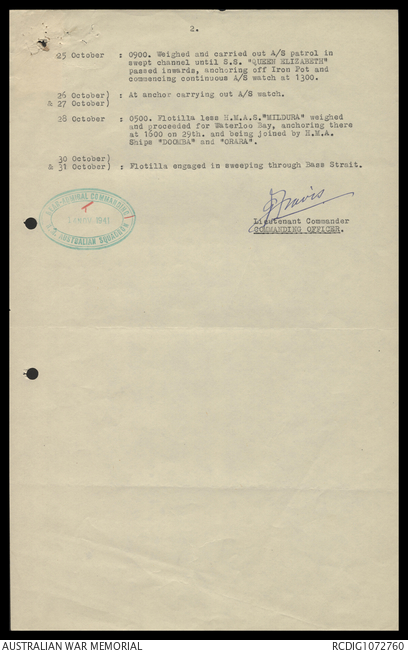 2.
25 October : 0900. Weighed and carried out A/S patrol in
swept channel until S.S. "QUEEN ELIZABETH"
passed inwards, anchoring off Iron Pot and
commencing continuous A/S watch at 1300.
26 October) : At anchor carrying out A/S watch.
& 27 October)
28 October : 0500. Flotilla less H.M.A.S."MILDURA" weighed
and proceeded for Waterloo Bay, anchoring there
at 1600 on 29th. and being joined by H.M.A.
Ships "DOOMBA" and "ORARA".
30 October)
& 31 October) : Flotilla engaged in sweeping through Bass Strait.
REAR-ADMIRAL COMMANDING
1941
AUSTRALIAN SQUADRON
Travis
Lieutenant Commander
COMMANDING OFFICER.
AUSTRALIAN WAR MEMORIAL
RCDIG1072760